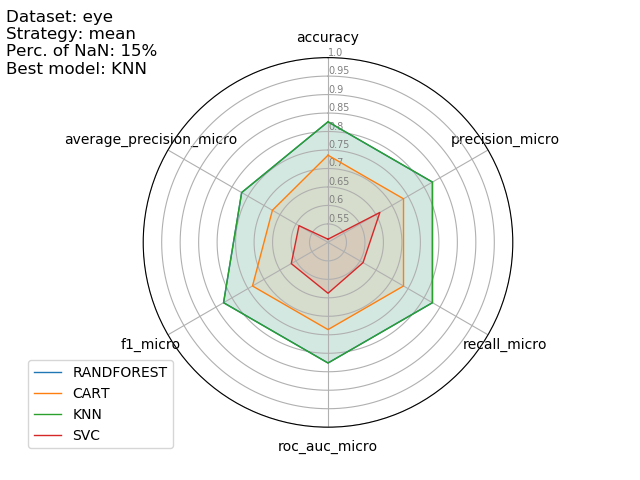 Dataset: eye
Strategy: mean
Perc. of NaN: 15%
Best model: KNN
accuracy
1.0
0.95
0.9
0.85
0.8
0.75
0.7
0.65
0.6
0.55
average_precision_micro
precision_micro
f1_micro
recall_micro
roc_auc_micro
RANDFOREST
CART
KNN
SVC